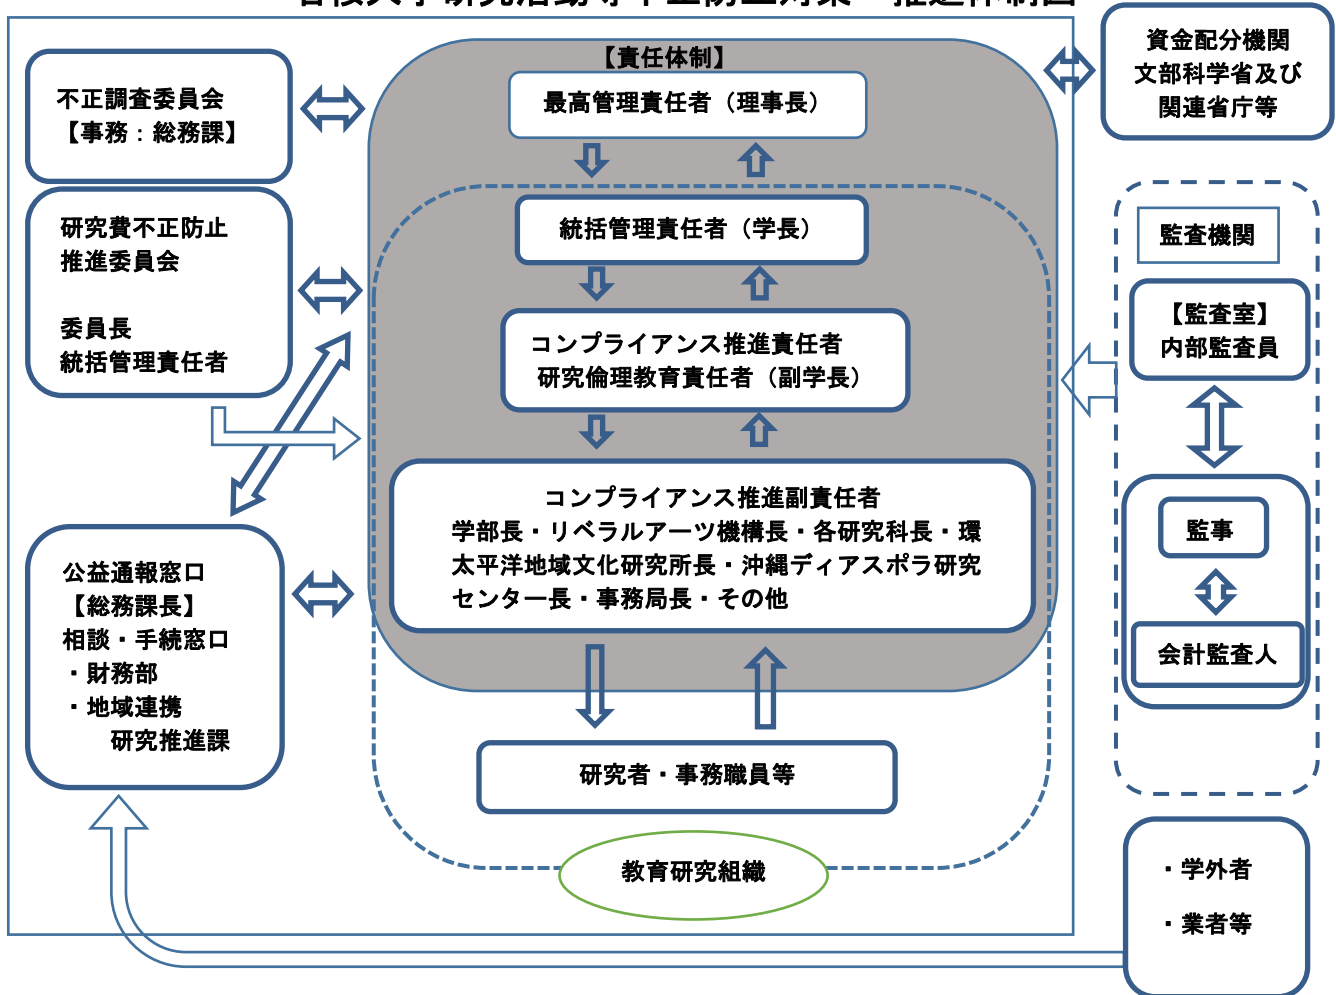 【責任体制】
最高管理責任者（理事長）
統括管理責任者（学長）
コンプライアンス推進責任者
研究倫理教育責任者（副学長）
コンプライアンス推進副責任者
学部長・リベラルアーツ機構長・各研究科長・環
太平洋地域文化研究所長・沖縄ディアスポラ研究
センター長・事務局長・その他
研究者・事務職員等
教育研究組織
不正調査委員会
【事務：総務課】
研究費不正防止
推進委員会
委員長
統括管理責任者
公益通報窓口
【総務課長】
相談・手続窓口
・財務部
・地域連携
研究推進課
資金配分機関
文部科学省及び
関連省庁等
監査機関
【監査室】
内部監査員
監事
会計監査人
・学外者
・業者等